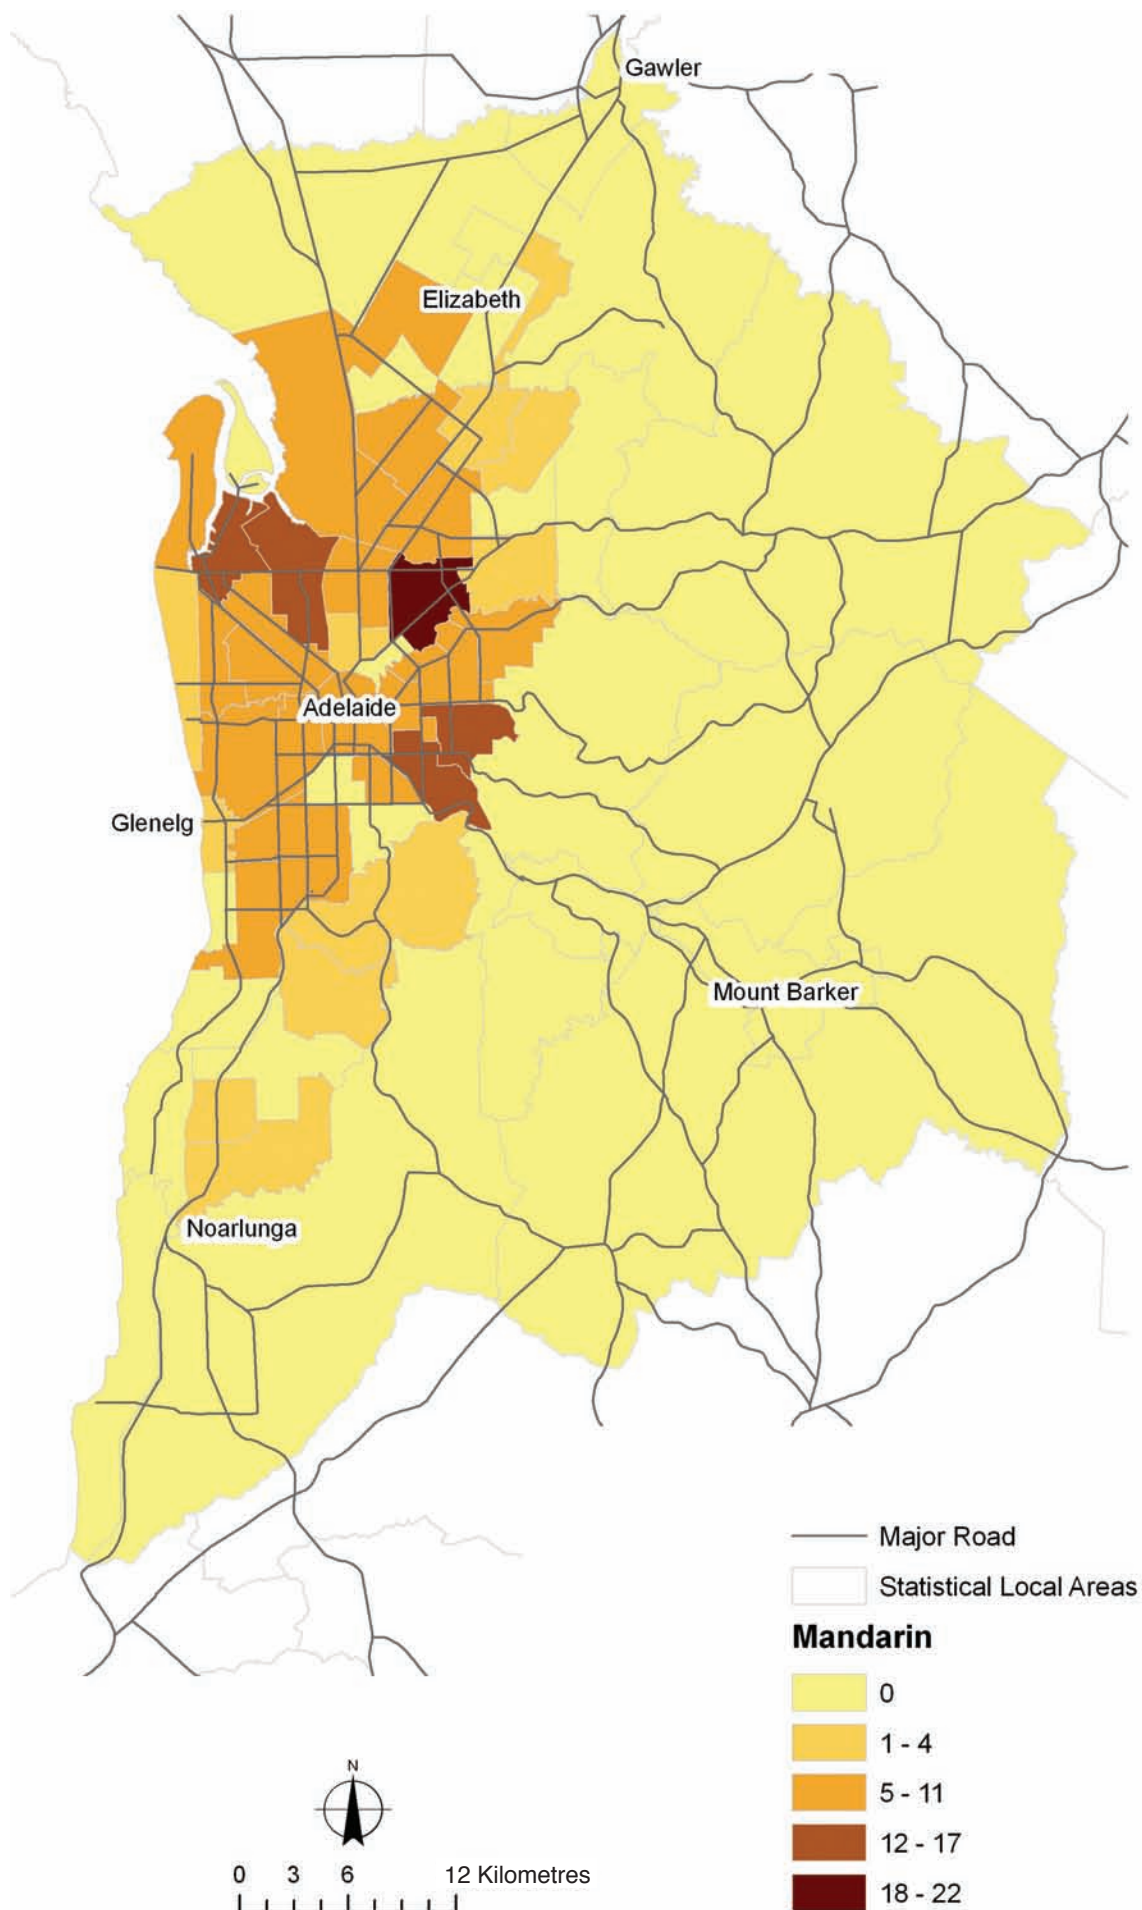 Gawler
Elizabeth
Adelaide
Glenelg
Mount Barker
Noarlunga
Major Road
Statistical Local Areas
Mandarin
0
1 - 4
5 - 11
12 - 17
18 - 22
N
0 3 6 12 Kilometres